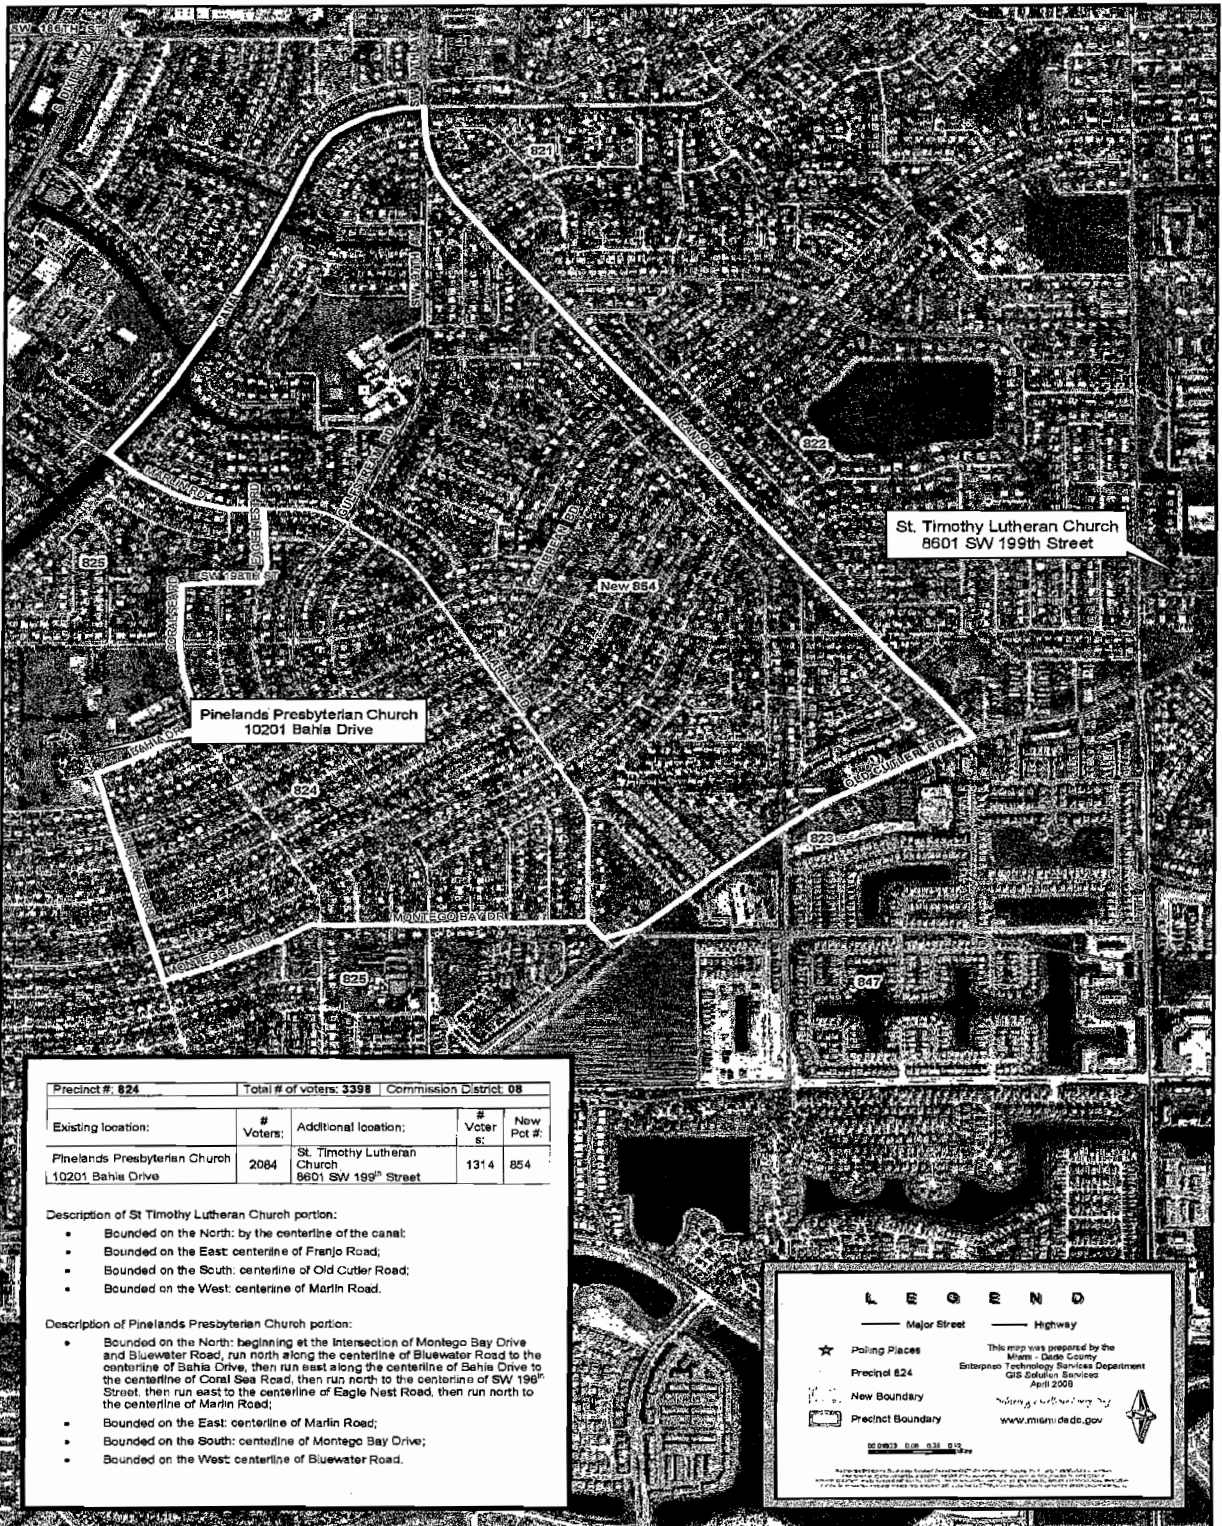 SW 186TH ST
S DIXIE HWY
821
CANAL
FRANJO RD
822
MARLIN RD
GULFSTREAM RD
St. Timothy Lutheran Church
8601 SW 199th Street
CARIBBEAN BD
825
SW 198TH ST
New 854
CORAL SEA RD
MARLIN RD
Pinelands Presbyterian Church
10201 Bahia Drive
BAHIA DR
OLD CUTLER RD
824
823
MONTEGO BAY DR
MONTEGO BAY DR
825
847
Precinct #: 824 Total # of voters: 3398 Commission District: 08
Existing location: # Voters: Additional location: # Voters: New Pct #:
Pinelands Presbyterian Church
10201 Bahia Drive
2084
St. Timothy Lutheran
Church
8601 SW 199th Street
1314 854
Description of St Timothy Lutheran Church portion:
• Bounded on the North: by the centerline of the canal;
• Bounded on the East: centerline of Franjo Road;
• Bounded on the South: centerline of Old Cutler Road;
• Bounded on the West: centerline of Marlin Road.
Description of Pinelands Presbyterian Church portion:
• Bounded on the North: beginning at the intersection of Montego Bay Drive
and Bluewater Road, run north along the centerline of Bluewater Road to the
centerline of Bahia Drive, then run east along the centerline of Bahia Drive to
the centerline of Coral Sea Road, then run north to the centerline of SW 198th
Street, then run east to the centerline of Eagle Nest Road, then run north to
the centerline of Marlin Road;
• Bounded on the East: centerline of Marlin Road;
• Bounded on the South: centerline of Montego Bay Drive;
• Bounded on the West: centerline of Bluewater Road.
LEGEND
Major Street Highway
Polling Places
Precinct 824
New Boundary
Precinct Boundary
This map was prepared by the
Miami - Dade County
Enterprise Technology Services Department
GIS Solution Services
April 2008
www.miamidade.gov